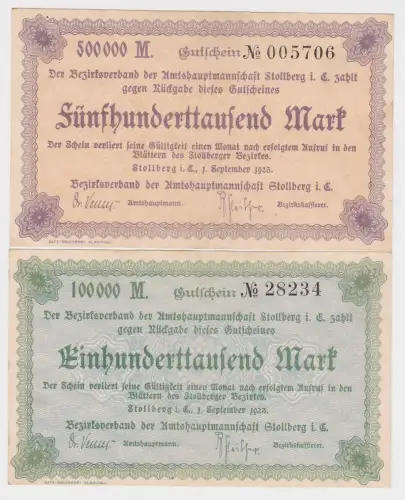 500000 M. Gutschein № 005706
Der Bezirksverband der Amtshauptmannschaft Stollberg i. E. zahlt
gegen Rückgabe dieses Gutscheines
Fünfhunderttausend Mark
Der Schein verliert seine Gültigkeit einen Monat nach erfolgtem Aufruf in den
Blättern des Stollberger Bezirkes.
Stollberg i. E., 1. September 1923.
Bezirksverband der Amtshauptmannschaft Stollberg i. E.
Amtshauptmann. Bezirkskassierer.
100000 M. Gutschein № 28234
Der Bezirksverband der Amtshauptmannschaft Stollberg i. E. zahlt
gegen Rückgabe dieses Gutscheines
Einhunderttausend Mark
Der Schein verliert seine Gültigkeit einen Monat nach erfolgtem Aufruf in den
Blättern des Stollberger Bezirkes.
Stollberg i. E., 1. September 1923.
Bezirksverband der Amtshauptmannschaft Stollberg i. E.
Amtshauptmann. Bezirkskassierer.